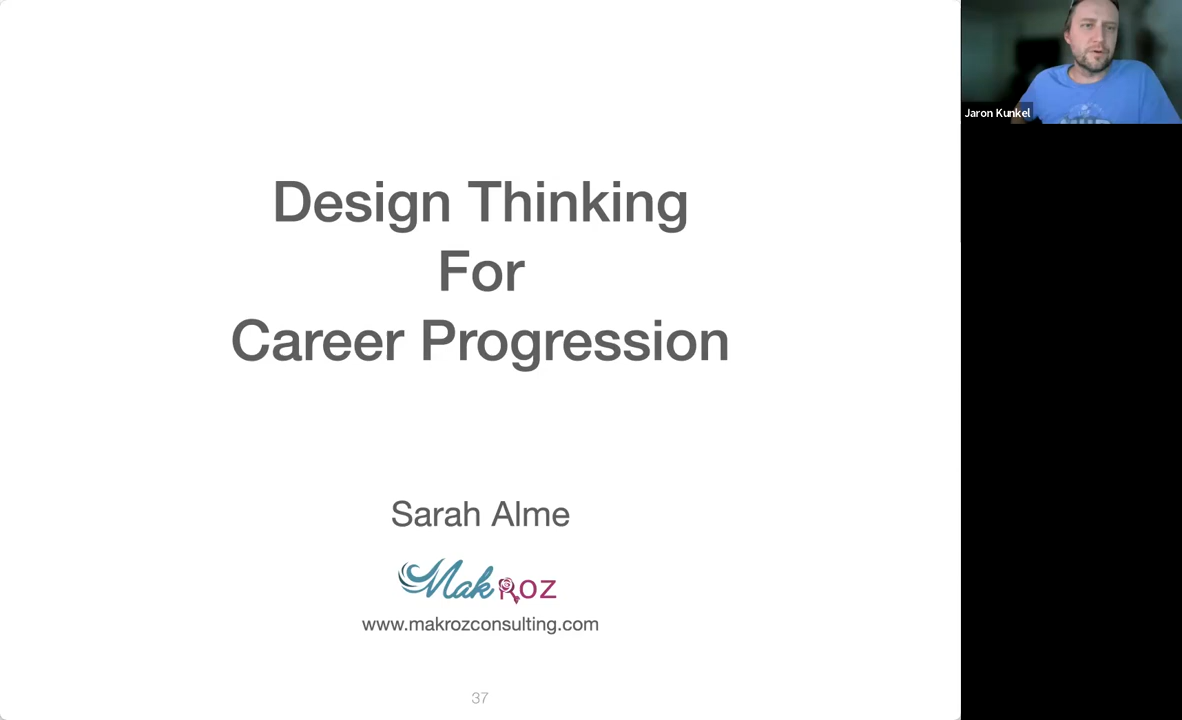 Design Thinking
For
Career Progression
Sarah Alme
MakRoz
www.makrozconsulting.com
37
Jaron Kunkel